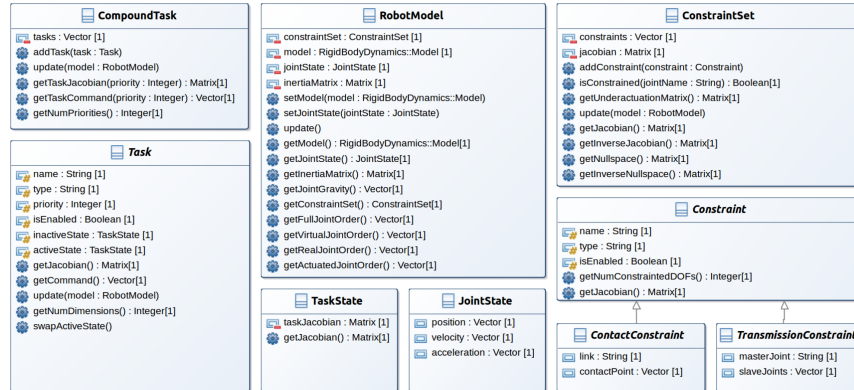 CompoundTask
tasks : Vector [1]
addTask(task : Task)
update(model : RobotModel)
getTaskJacobian(priority : Integer) : Matrix[1]
getTaskCommand(priority : Integer) : Vector[1]
getNumPriorities() : Integer[1]
Task
name : String [1]
type : String [1]
priority : Integer [1]
isEnabled : Boolean [1]
inactiveState : TaskState [1]
activeState : TaskState [1]
getJacobian() : Matrix[1]
getCommand() : Vector[1]
update(model : RobotModel)
getNumDimensions() : Integer[1]
swapActiveState()
RobotModel
constraintSet : ConstraintSet [1]
model : RigidBodyDynamics::Model [1]
jointState : JointState [1]
inertiaMatrix : Matrix [1]
setModel(model : RigidBodyDynamics::Model)
setJointState(jointState : JointState)
update()
getModel() : RigidBodyDynamics::Model[1]
getJointState() : JointState[1]
getInertiaMatrix() : Matrix[1]
getJointGravity() : Vector[1]
getConstraintSet() : ConstraintSet[1]
getFullJointOrder() : Vector[1]
getVirtualJointOrder() : Vector[1]
getRealJointOrder() : Vector[1]
getActuatedJointOrder() : Vector[1]
TaskState
taskJacobian : Matrix [1]
getJacobian() : Matrix[1]
JointState
position : Vector [1]
velocity : Vector [1]
acceleration : Vector [1]
ConstraintSet
constraints : Vector [1]
jacobian : Matrix [1]
addConstraint(constraint : Constraint)
isConstrained(jointName : String) : Boolean[1]
getUnderactuationMatrix() : Matrix[1]
update(model : RobotModel)
getJacobian() : Matrix[1]
getInverseJacobian() : Matrix[1]
getNullspace() : Matrix[1]
getInverseNullspace() : Matrix[1]
Constraint
name : String [1]
type : String [1]
isEnabled : Boolean [1]
getNumConstraintedDOFs() : Integer[1]
getJacobian() : Matrix[1]
ContactConstraint
link : String [1]
contactPoint : Vector [1]
TransmissionConstraint
masterJoint : String [1]
slaveJoints : Vector [1]